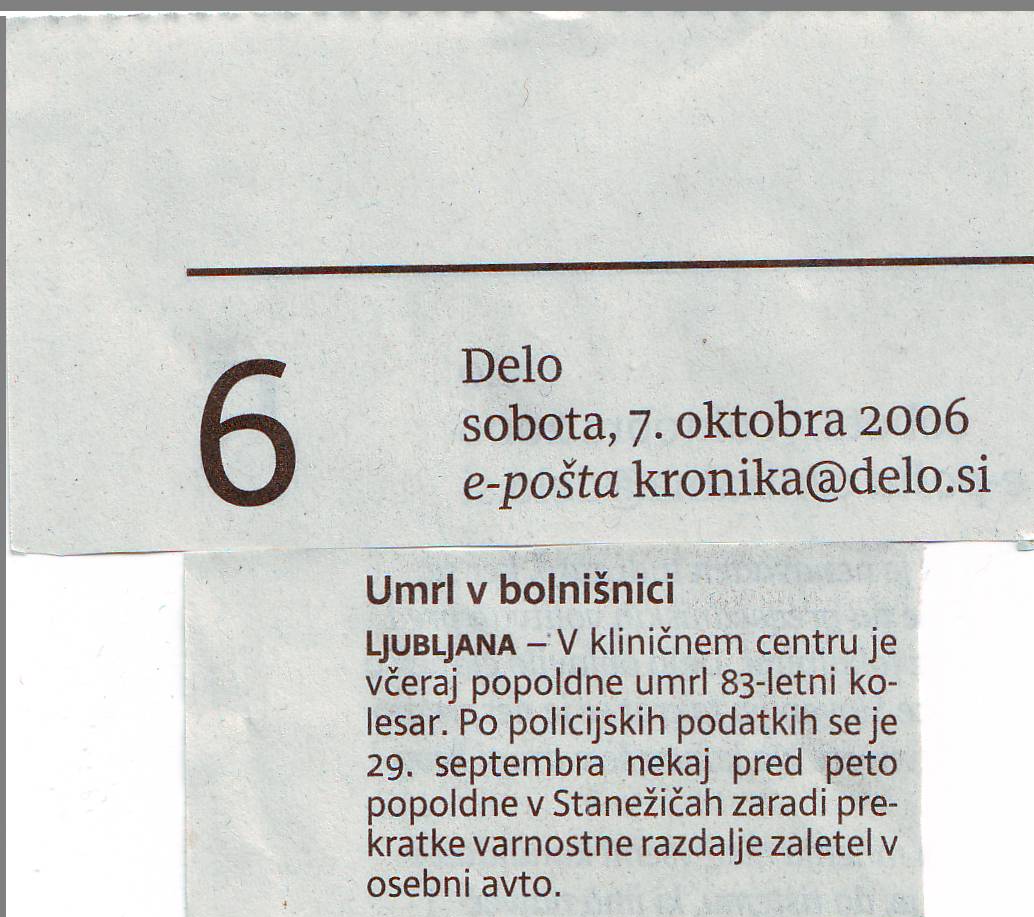 6
Delo
sobota, 7. oktobra 2006
e-pošta kronika@delo.si
Umrl v bolnišnici
LJUBLJANA – V kliničnem centru je
včeraj popoldne umrl 83-letni ko-
lesar. Po policijskih podatkih se je
29. septembra nekaj pred peto
popoldne v Stanežičah zaradi pre-
kratke varnostne razdalje zaletel v
osebni avto.